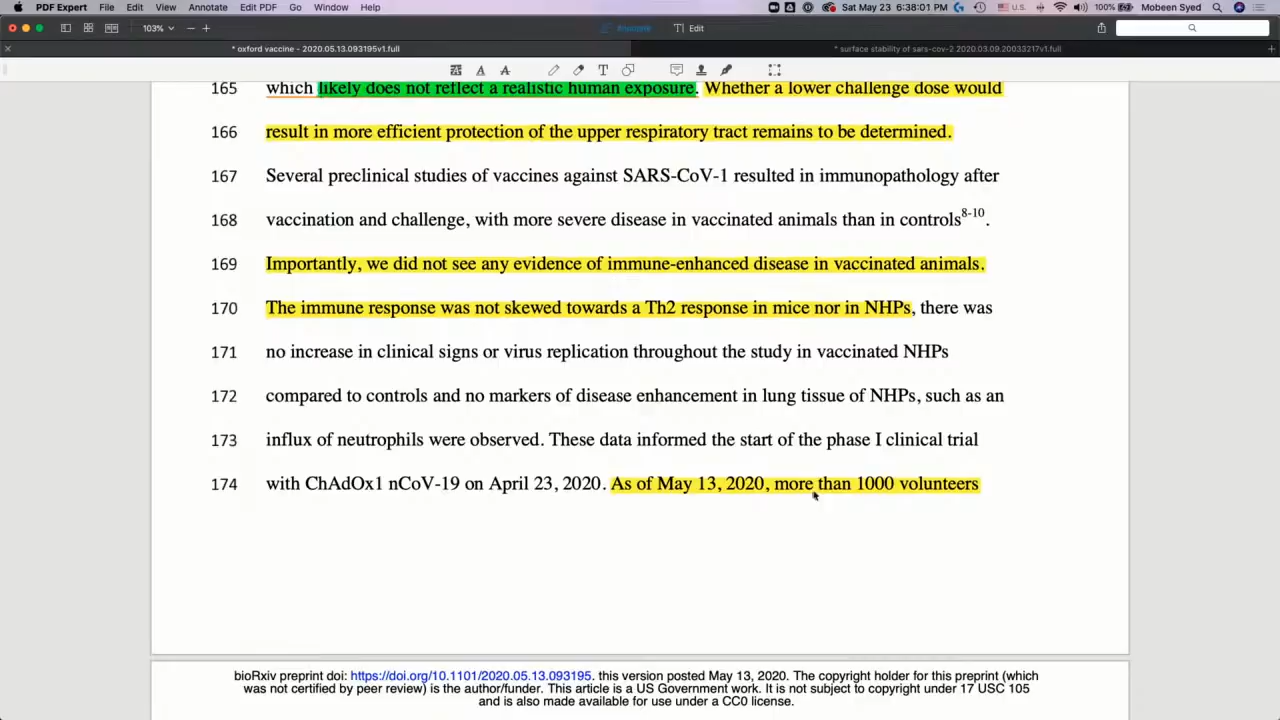 PDF Expert File Edit View Annotate Edit PDF Go Window Help 100% Sat May 23 6:38:01 PM Mobeen Syed
103% Annotate Edit
* oxford vaccine - 2020.05.13.093195v1.full * surface stability of sars-cov-2 2020.03.09.20033217v1.full
165 which likely does not reflect a realistic human exposure. Whether a lower challenge dose would
166 result in more efficient protection of the upper respiratory tract remains to be determined.
167 Several preclinical studies of vaccines against SARS-CoV-1 resulted in immunopathology after
168 vaccination and challenge, with more severe disease in vaccinated animals than in controls8-10.
169 Importantly, we did not see any evidence of immune-enhanced disease in vaccinated animals.
170 The immune response was not skewed towards a Th2 response in mice nor in NHPs, there was
171 no increase in clinical signs or virus replication throughout the study in vaccinated NHPs
172 compared to controls and no markers of disease enhancement in lung tissue of NHPs, such as an
173 influx of neutrophils were observed. These data informed the start of the phase I clinical trial
174 with ChAdOx1 nCoV-19 on April 23, 2020. As of May 13, 2020, more than 1000 volunteers
bioRxiv preprint doi: https://doi.org/10.1101/2020.05.13.093195. this version posted May 13, 2020. The copyright holder for this preprint (which
was not certified by peer review) is the author/funder. This article is a US Government work. It is not subject to copyright under 17 USC 105
and is also made available for use under a CC0 license.